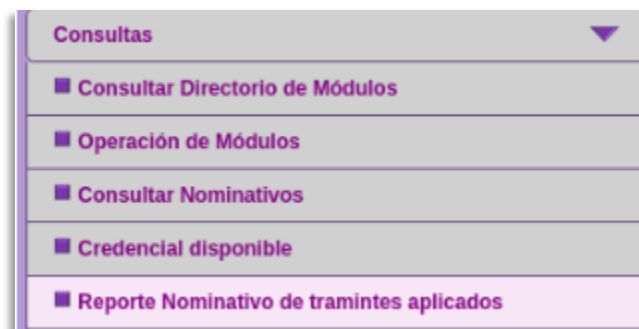 Consultas
Consultar Directorio de Módulos
Operación de Módulos
Consultar Nominativos
Credencial disponible
Reporte Nominativo de tramintes aplicados